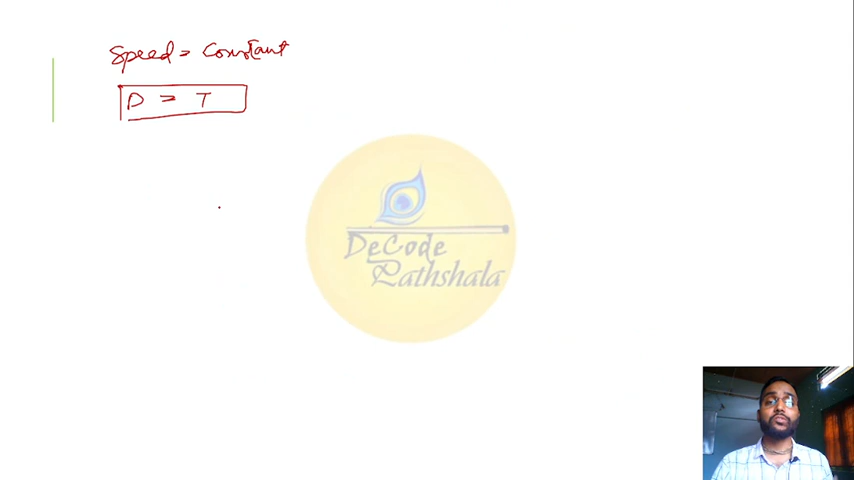 Speed = Constant
D = T
DeCode
Pathshala